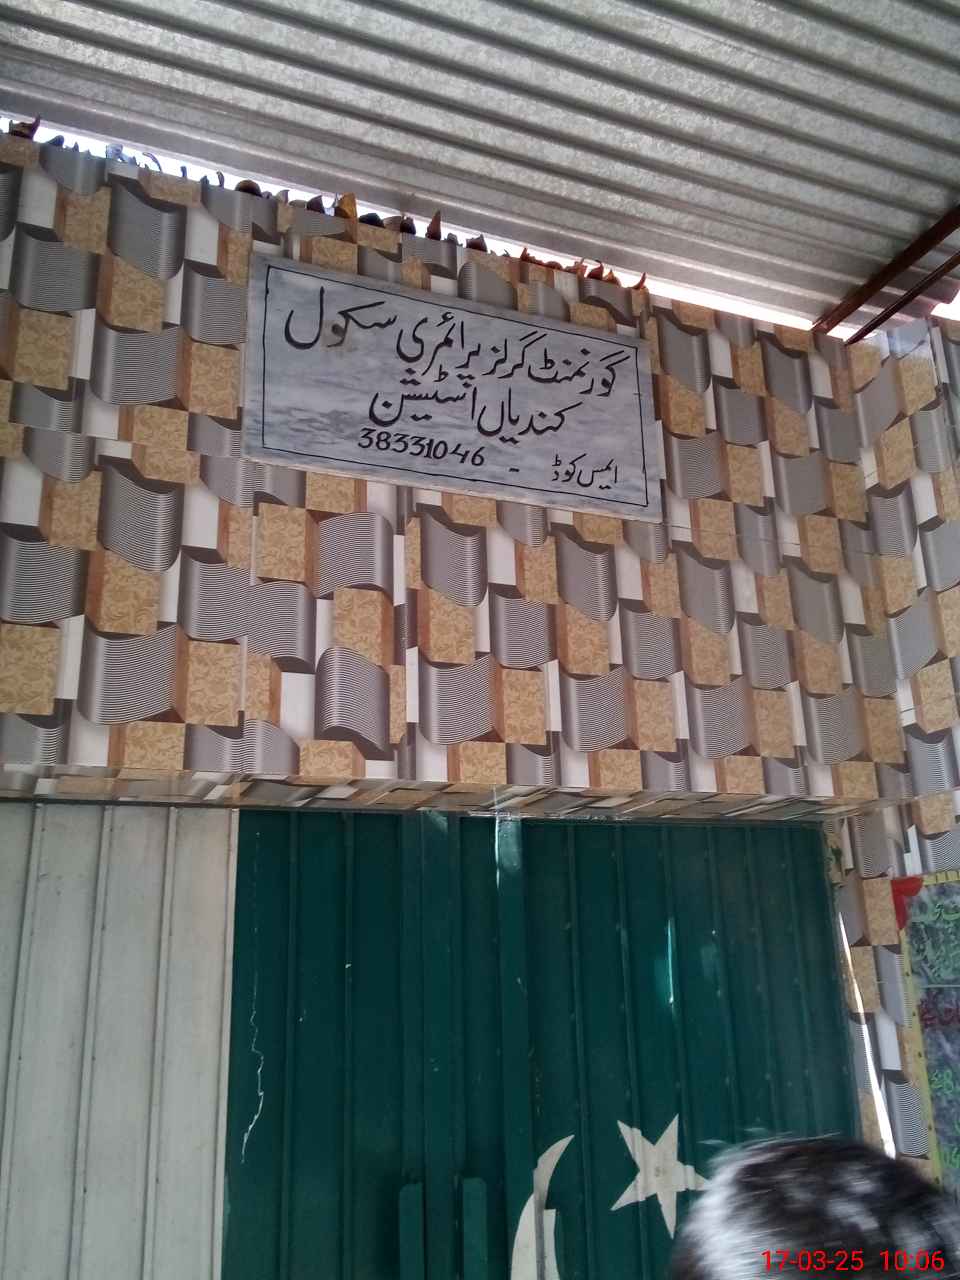 گورنمنٹ گرلز پرائمری سکول
کندیاں اسٹیشن
ایمس کوڈ - 38331046
17-03-25 10:06